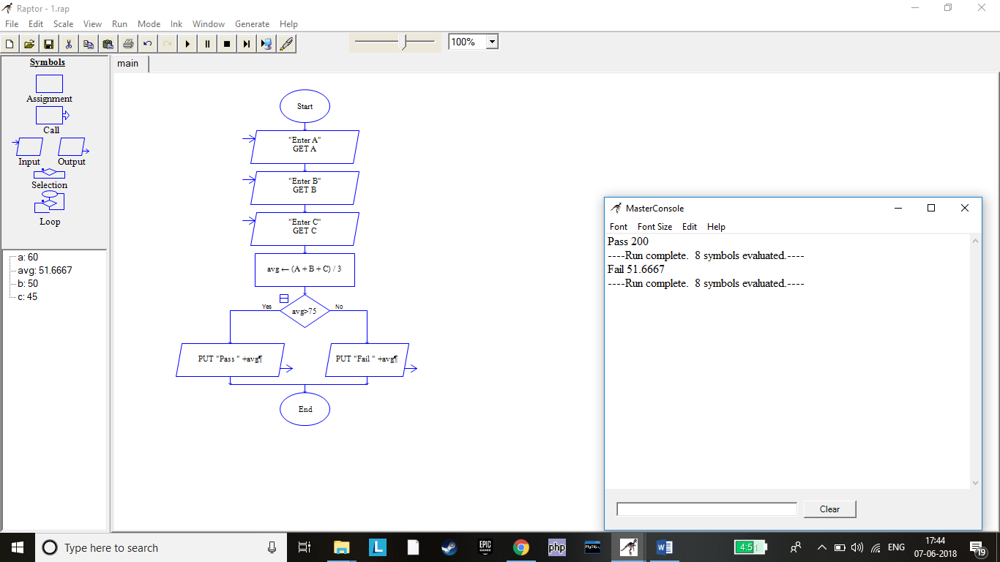 Raptor - 1.rap
File Edit Scale View Run Mode Ink Window Generate Help
100%
Symbols
Assignment
Call
Input Output
Selection
Loop
a: 60
avg: 51.6667
b: 50
c: 45
main
Start
"Enter A"
GET A
"Enter B"
GET B
"Enter C"
GET C
avg ← (A + B + C) / 3
Yes No
avg>75
PUT "Pass " +avg¶ PUT "Fail " +avg¶
End
MasterConsole
Font Font Size Edit Help
Pass 200
----Run complete.  8 symbols evaluated.----
Fail 51.6667
----Run complete.  8 symbols evaluated.----
Clear
Type here to search
L
EPIC
GAMES
php
MySQL
W
4:51
ENG
17:44
07-06-2018
19